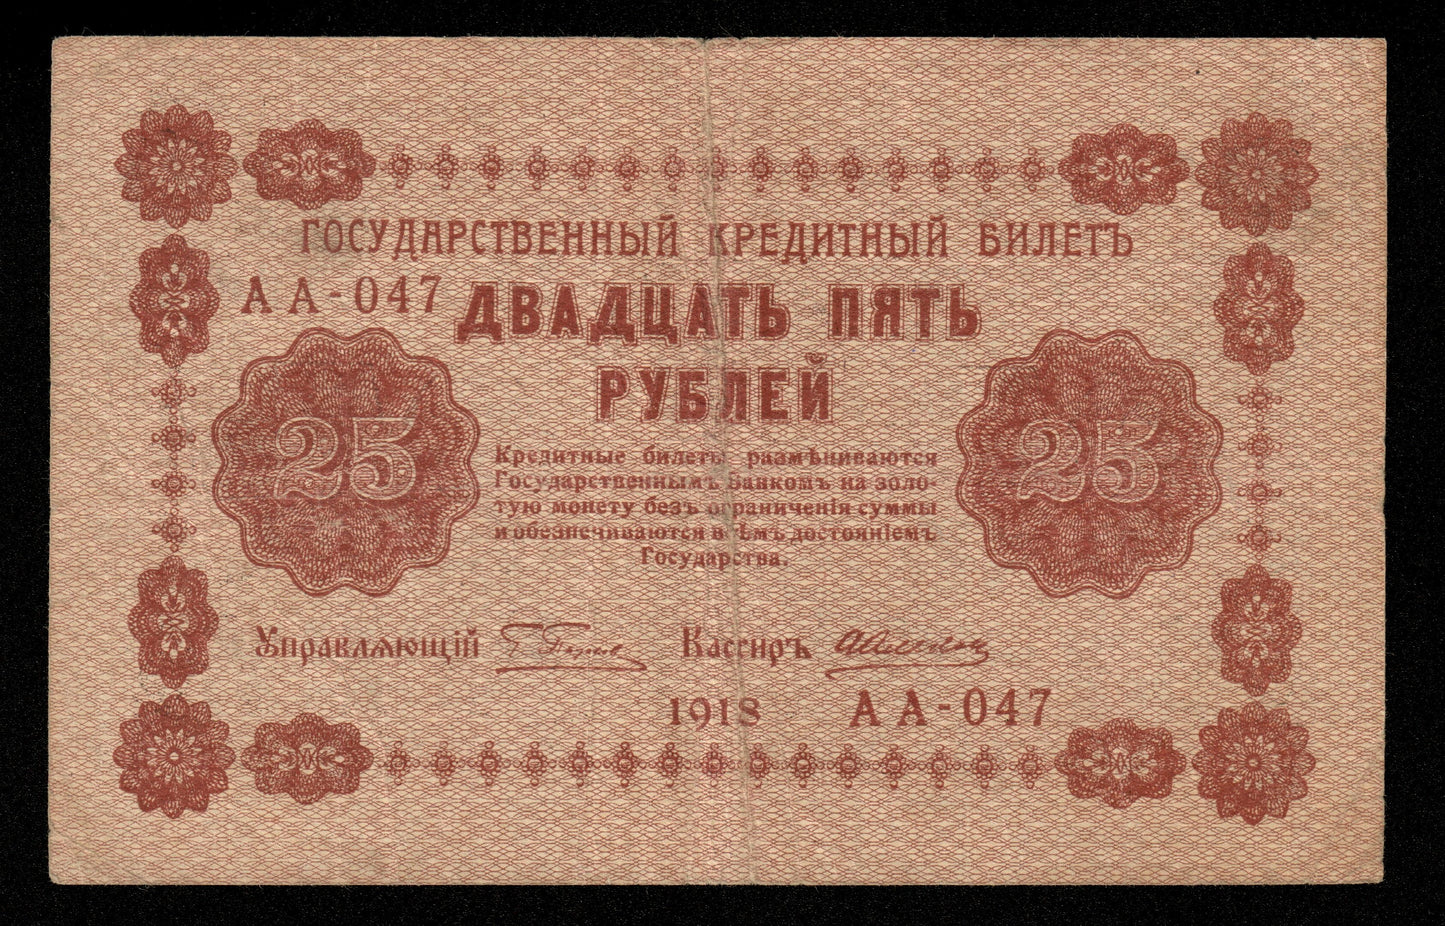 ГОСУДАРСТВЕННЫЙ КРЕДИТНЫЙ БИЛЕТЪ
АА-047
ДВАДЦАТЬ ПЯТЬ
РУБЛЕЙ
25
25
Кредитные билеты размѣниваются
Государственнымъ Банкомъ на золо-
тую монету безъ ограниченія суммы
и обезпечиваются всѣмъ достояніемъ
Государства.
Управляющій
Кассиръ
1918
АА-047